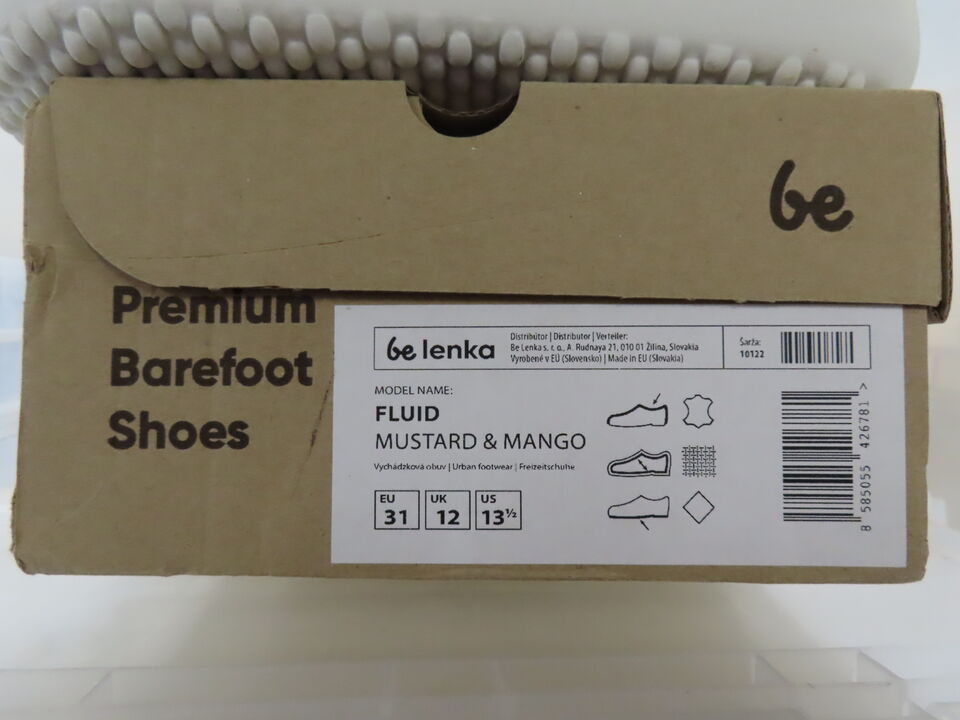 be
Premium
Barefoot
Shoes
be lenka
Distribútor | Distributor | Verteiler:
Be Lenka s. r. o., A. Rudnaya 21, 010 01 Žilina, Slovakia
Vyrobené v EÚ (Slovensko) | Made in EU (Slovakia)
Šarža:
10122
MODEL NAME:
FLUID
MUSTARD & MANGO
Vychádzková obuv | Urban footwear | Freizeitschuhe
EU
31
UK
12
US
13½
8 585055 426781 >